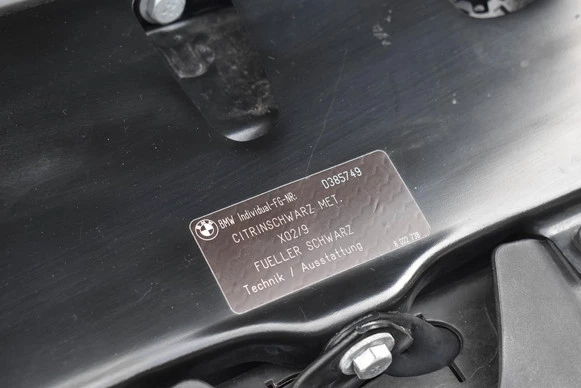 BMW Individual-FG-NR: D385749
CITRINSCHWARZ MET.
X02/9
FUELLER SCHWARZ
Technik / Ausstattung